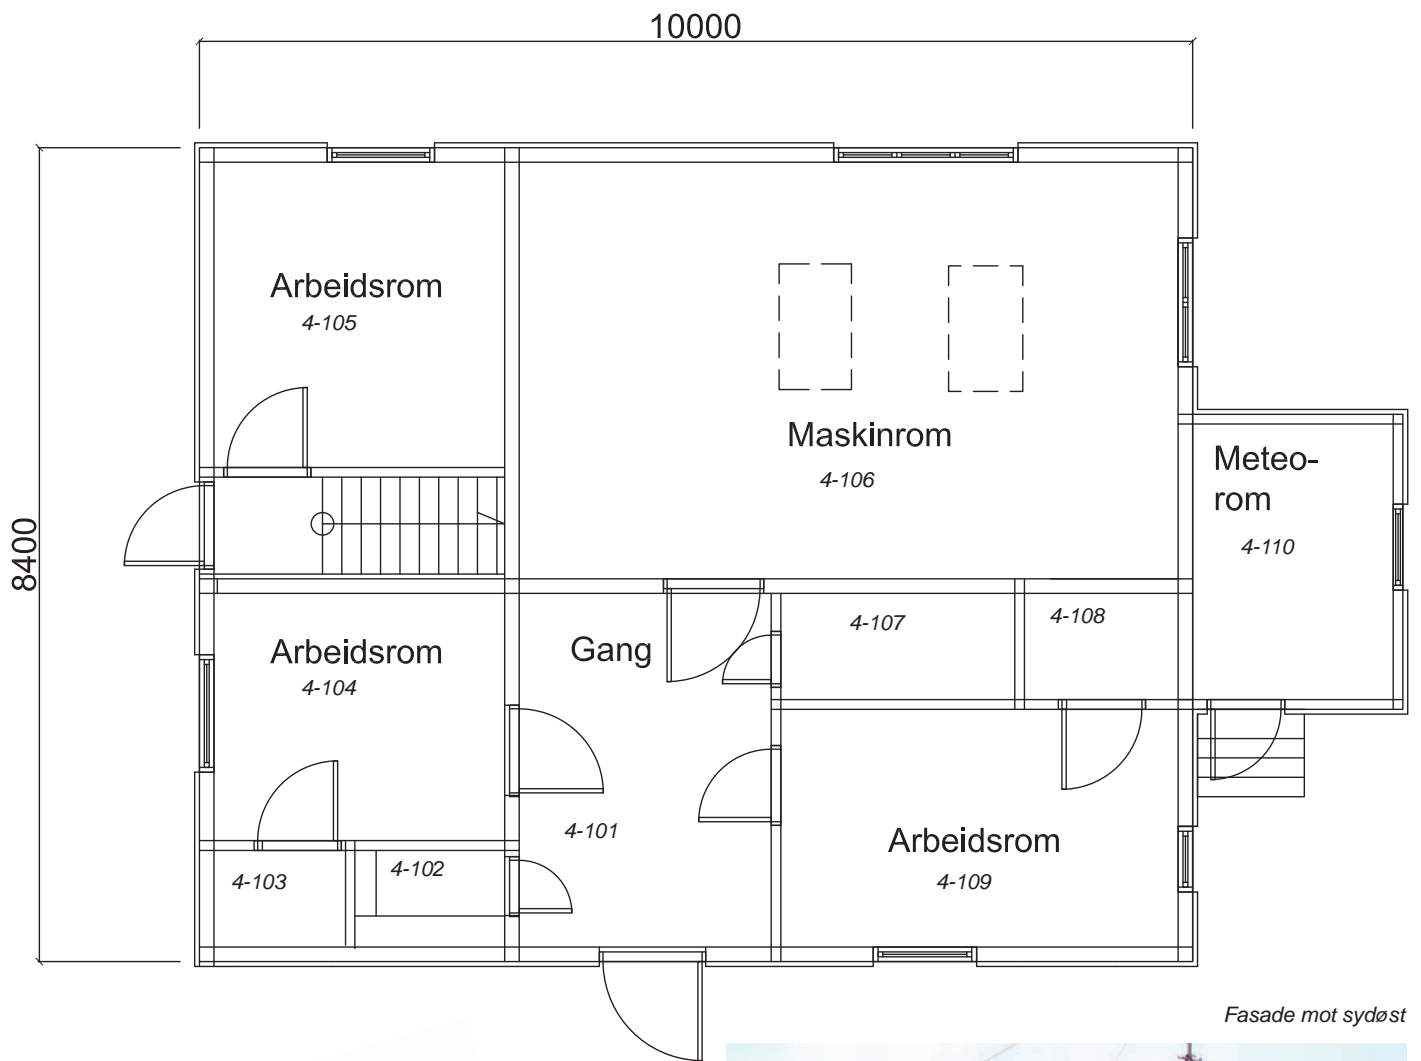 10000
8400
Arbeidsrom
4-105
Maskinrom
4-106
Meteo-
rom
4-110
Arbeidsrom
4-104
Gang
4-107
4-108
4-101
4-103
4-102
Arbeidsrom
4-109
Fasade mot sydøst